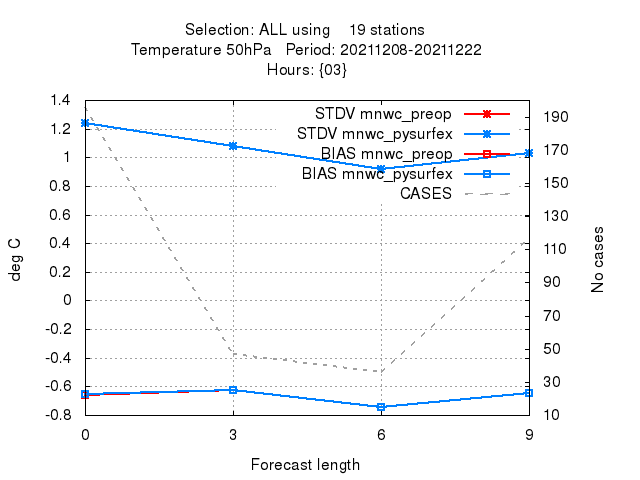 Selection: ALL using    19 stations
Temperature 50hPa   Period: 20211208-20211222
Hours: {03}
STDV mnwc_preop
STDV mnwc_pysurfex
BIAS mnwc_preop
BIAS mnwc_pysurfex
CASES
deg C
1.4
1.2
1
0.8
0.6
0.4
0.2
0
-0.2
-0.4
-0.6
-0.8
190
170
150
130
110
90
70
50
30
10
No cases
0 3 6 9
Forecast length